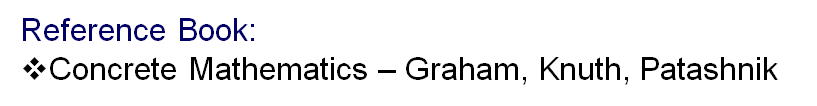 Reference Book:
❖Concrete Mathematics – Graham, Knuth, Patashnik